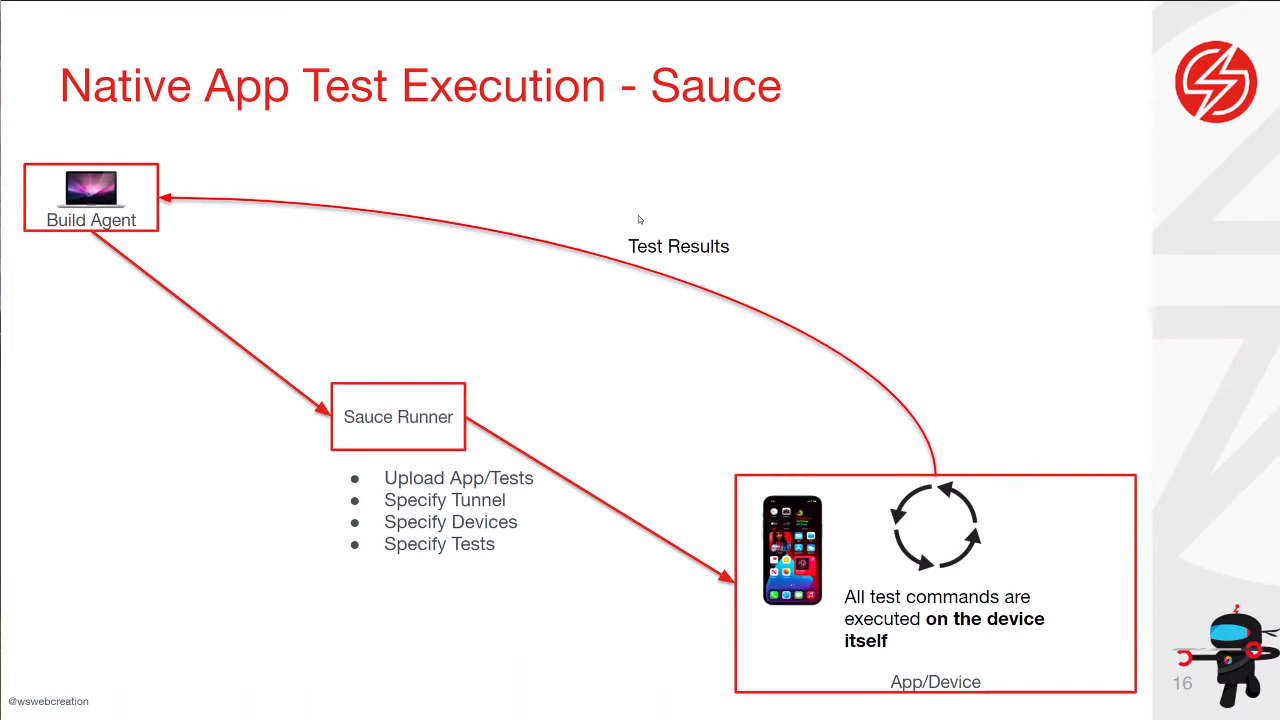 Native App Test Execution - Sauce
Build Agent
Test Results
Sauce Runner
● Upload App/Tests
● Specify Tunnel
● Specify Devices
● Specify Tests
All test commands are
executed on the device
itself
App/Device
16
@wswebcreation